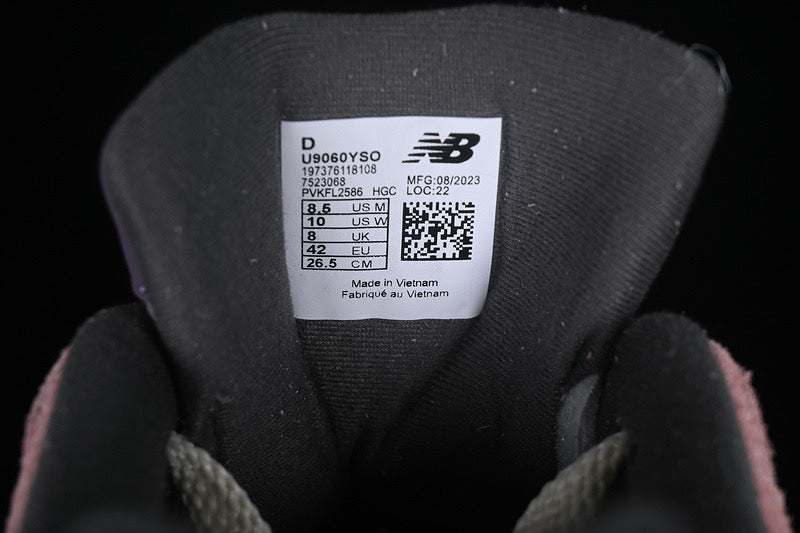 D
U9060YSO
197376118108
7523068
PVKFL2586 HGC
NB
MFG:08/2023
LOC:22
8.5 US M
10 US W
8 UK
42 EU
26.5 CM
Made in Vietnam
Fabriqué au Vietnam